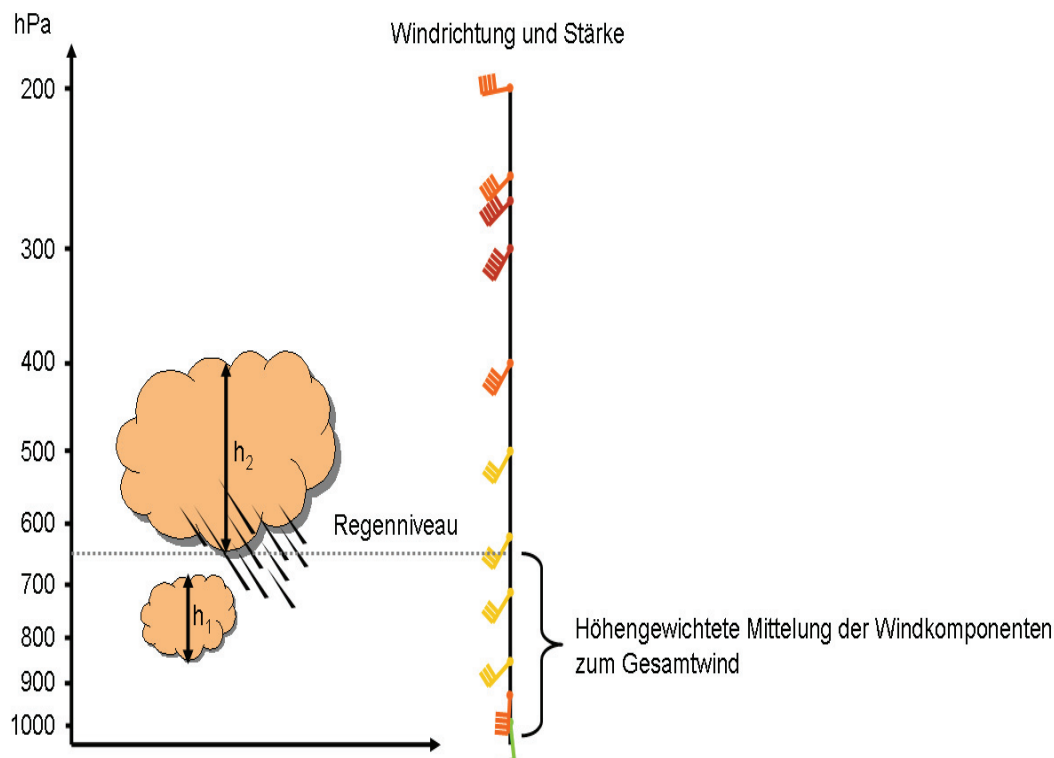 hPa
Windrichtung und Stärke
200
300
400
500
h2
600
Regenniveau
700
h1
800
Höhengewichtete Mittelung der Windkomponenten
zum Gesamtwind
900
1000